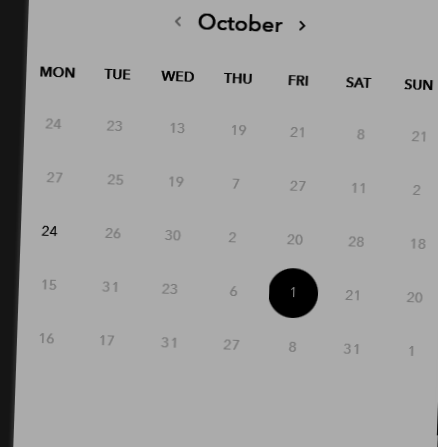 ‹ October ›
MON TUE WED THU FRI SAT SUN
24 23 13 19 21 8 21
27 25 19 7 27 11 2
24 26 30 2 20 28 18
15 31 23 6 1 21 20
16 17 31 27 8 31 1